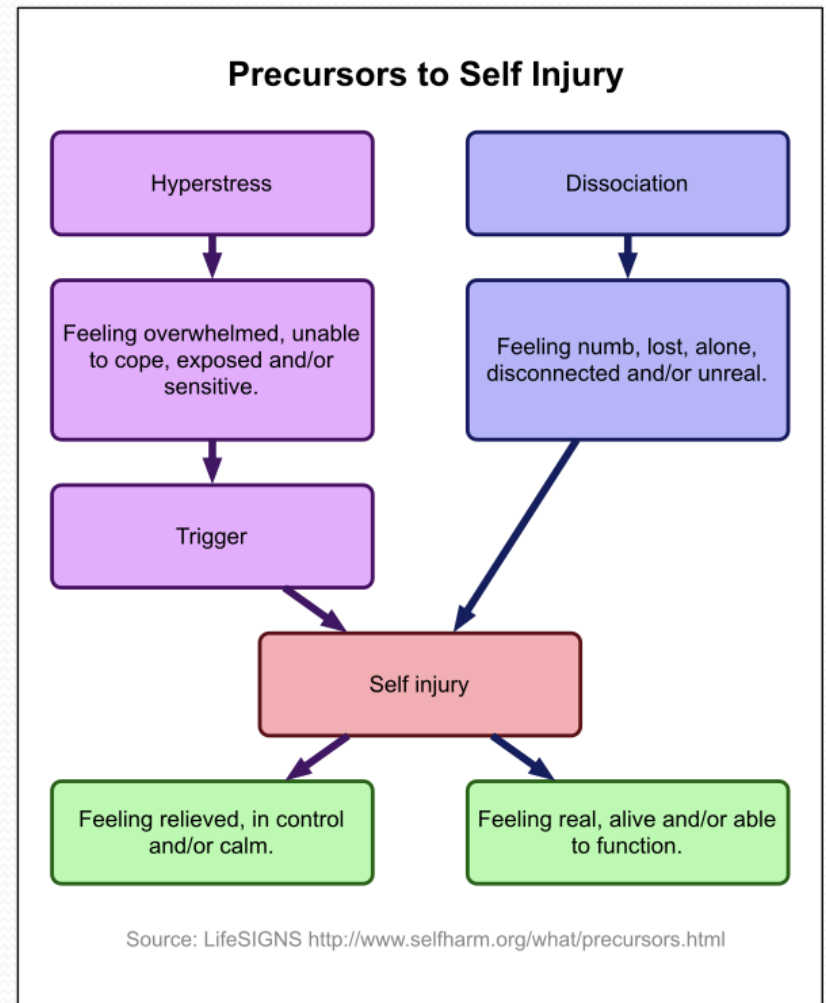 Precursors to Self Injury
Hyperstress
Dissociation
Feeling overwhelmed, unable
to cope, exposed and/or
sensitive.
Feeling numb, lost, alone,
disconnected and/or unreal.
Trigger
Self injury
Feeling relieved, in control
and/or calm.
Feeling real, alive and/or able
to function.
Source: LifeSIGNS http://www.selfharm.org/what/precursors.html